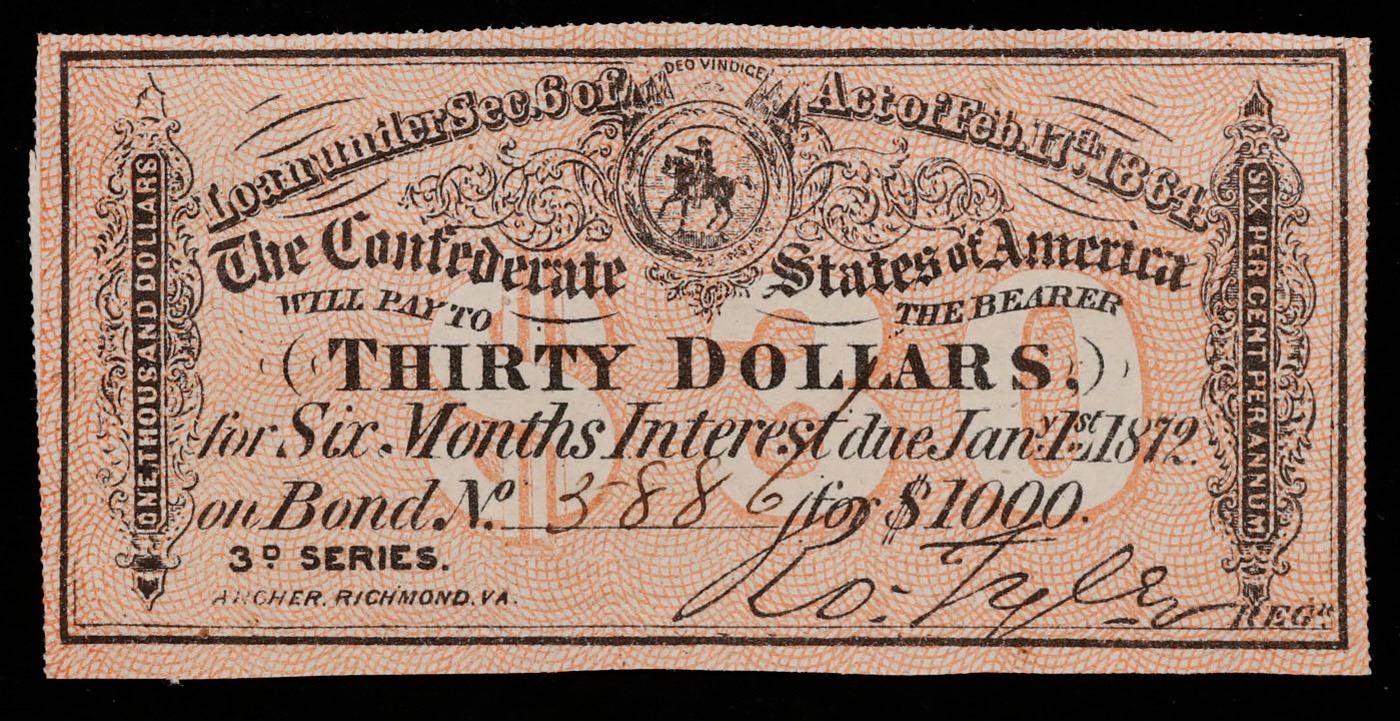 DEO VINDICE
Loan under Sec. 6 of Act of Feb. 17th 1864.
The Confederate States of America
WILL PAY TO THE BEARER
$30
THIRTY DOLLARS,
for Six Months Interest due Jany. 1st 1872.
on Bond No. 3886 for $1000.
3D SERIES.
ARCHER, RICHMOND, VA.
Ro. Tyler REGR
ONE THOUSAND DOLLARS
SIX PER CENT PER ANNUM